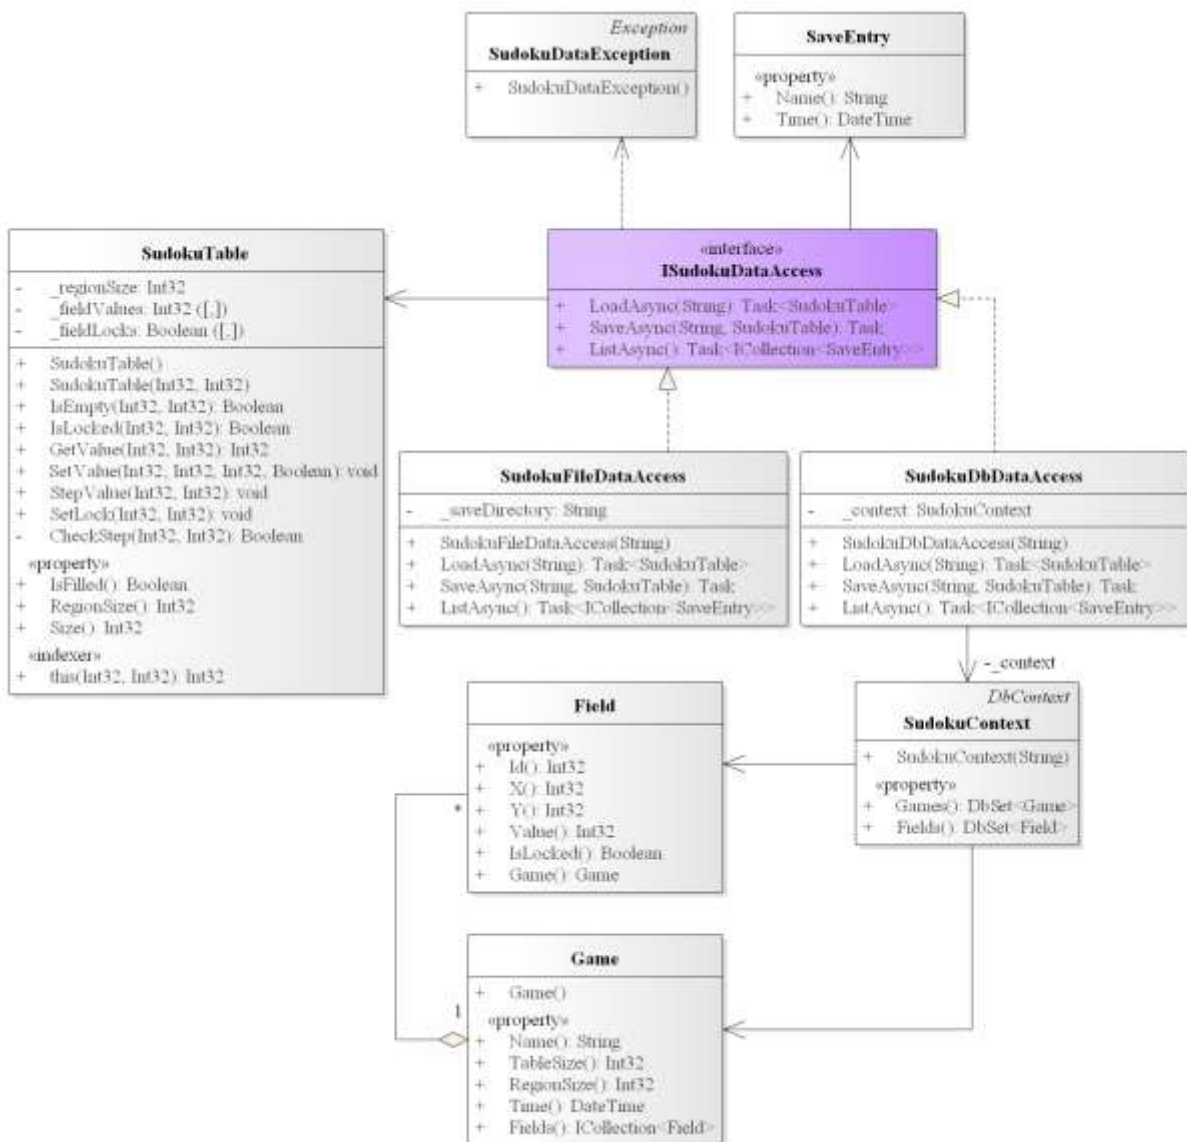 Exception
SudokuDataException
+ SudokuDataException()
SaveEntry
«property»
+ Name(): String
+ Time(): DateTime
SudokuTable
- _regionSize: Int32
- _fieldValues: Int32 ([,])
- _fieldLocks: Boolean ([,])
+ SudokuTable()
+ SudokuTable(Int32, Int32)
+ IsEmpty(Int32, Int32): Boolean
+ IsLocked(Int32, Int32): Boolean
+ GetValue(Int32, Int32): Int32
+ SetValue(Int32, Int32, Int32, Boolean): void
+ StepValue(Int32, Int32): void
+ SetLock(Int32, Int32): void
- CheckStep(Int32, Int32): Boolean
«property»
+ IsFilled(): Boolean
+ RegionSize(): Int32
+ Size(): Int32
«indexer»
+ this(Int32, Int32): Int32
«interface»
ISudokuDataAccess
+ LoadAsync(String): Task<SudokuTable>
+ SaveAsync(String, SudokuTable): Task
+ ListAsync(): Task<ICollection<SaveEntry>>
SudokuFileDataAccess
- _saveDirectory: String
+ SudokuFileDataAccess(String)
+ LoadAsync(String): Task<SudokuTable>
+ SaveAsync(String, SudokuTable): Task
+ ListAsync(): Task<ICollection<SaveEntry>>
SudokuDbDataAccess
- _context: SudokuContext
+ SudokuDbDataAccess(String)
+ LoadAsync(String): Task<SudokuTable>
+ SaveAsync(String, SudokuTable): Task
+ ListAsync(): Task<ICollection<SaveEntry>>
-_context
DbContext
SudokuContext
+ SudokuContext(String)
«property»
+ Games(): DbSet<Game>
+ Fields(): DbSet<Field>
Field
«property»
+ Id(): Int32
+ X(): Int32
+ Y(): Int32
+ Value(): Int32
+ IsLocked(): Boolean
+ Game(): Game
*
1
Game
+ Game()
«property»
+ Name(): String
+ TableSize(): Int32
+ RegionSize(): Int32
+ Time(): DateTime
+ Fields(): ICollection<Field>